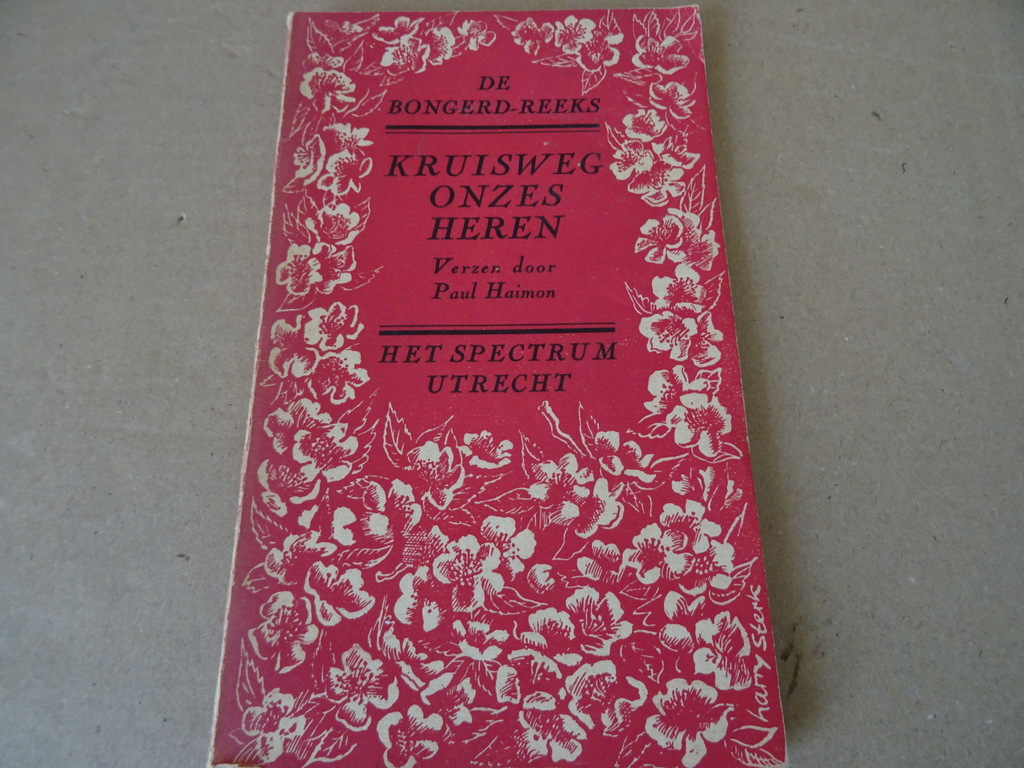 DE
BONGERD-REEKS
KRUISWEG
ONZES
HEREN
Verzen door
Paul Haimon
HET SPECTRUM
UTRECHT
harry Sterk